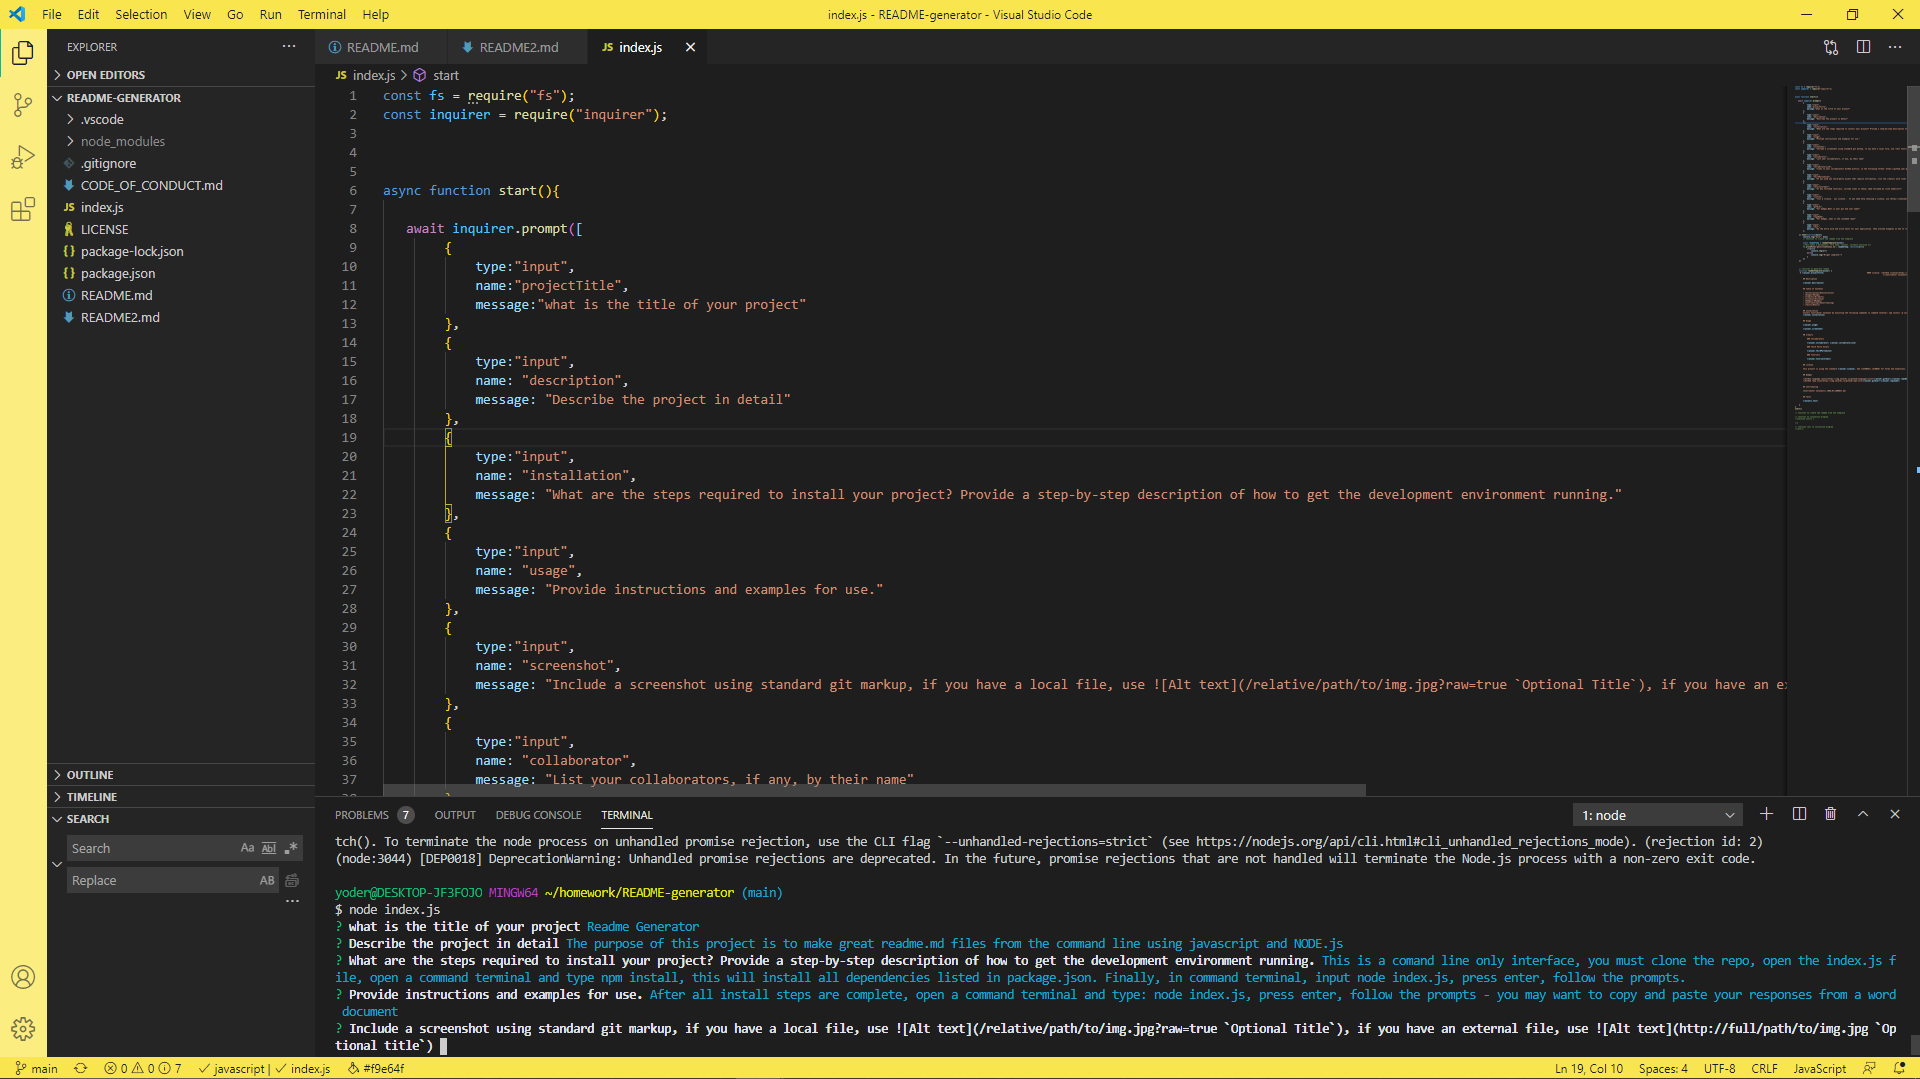 File Edit Selection View Go Run Terminal Help
index.js - README-generator - Visual Studio Code
EXPLORER
OPEN EDITORS
README-GENERATOR
.vscode
node_modules
.gitignore
CODE_OF_CONDUCT.md
JS index.js
LICENSE
{} package-lock.json
{} package.json
README.md
README2.md
OUTLINE
TIMELINE
SEARCH
Search Aa Abl .*
Replace AB
README.md README2.md JS index.js
JS index.js > start
1 const fs = require("fs");
2 const inquirer = require("inquirer");
3
4
5
6 async function start(){
7
8 await inquirer.prompt([
9 {
10 type:"input",
11 name:"projectTitle",
12 message:"what is the title of your project"
13 },
14 {
15 type:"input",
16 name: "description",
17 message: "Describe the project in detail"
18 },
19 {
20 type:"input",
21 name: "installation",
22 message: "What are the steps required to install your project? Provide a step-by-step description of how to get the development environment running."
23 },
24 {
25 type:"input",
26 name: "usage",
27 message: "Provide instructions and examples for use."
28 },
29 {
30 type:"input",
31 name: "screenshot",
32 message: "Include a screenshot using standard git markup, if you have a local file, use ![Alt text](/relative/path/to/img.jpg?raw=true `Optional Title`), if you have an ex
33 },
34 {
35 type:"input",
36 name: "collaborator",
37 message: "List your collaborators, if any, by their name"
PROBLEMS 7 OUTPUT DEBUG CONSOLE TERMINAL 1: node
tch(). To terminate the node process on unhandled promise rejection, use the CLI flag `--unhandled-rejections=strict` (see https://nodejs.org/api/cli.html#cli_unhandled_rejections_mode). (rejection id: 2)
(node:3044) [DEP0018] DeprecationWarning: Unhandled promise rejections are deprecated. In the future, promise rejections that are not handled will terminate the Node.js process with a non-zero exit code.
yoder@DESKTOP-JF3FOJO MINGW64 ~/homework/README-generator (main)
$ node index.js
? what is the title of your project Readme Generator
? Describe the project in detail The purpose of this project is to make great readme.md files from the command line using javascript and NODE.js
? What are the steps required to install your project? Provide a step-by-step description of how to get the development environment running. This is a comand line only interface, you must clone the repo, open the index.js f
ile, open a command terminal and type npm install, this will install all dependencies listed in package.json. Finally, in command terminal, input node index.js, press enter, follow the prompts.
? Provide instructions and examples for use. After all install steps are complete, open a command terminal and type: node index.js, press enter, follow the prompts - you may want to copy and paste your responses from a word
document
? Include a screenshot using standard git markup, if you have a local file, use ![Alt text](/relative/path/to/img.jpg?raw=true `Optional Title`), if you have an external file, use ![Alt text](http://full/path/to/img.jpg `Op
tional title`)
main 0 0 7 javascript | index.js #f9e64f Ln 19, Col 10 Spaces: 4 UTF-8 CRLF JavaScript